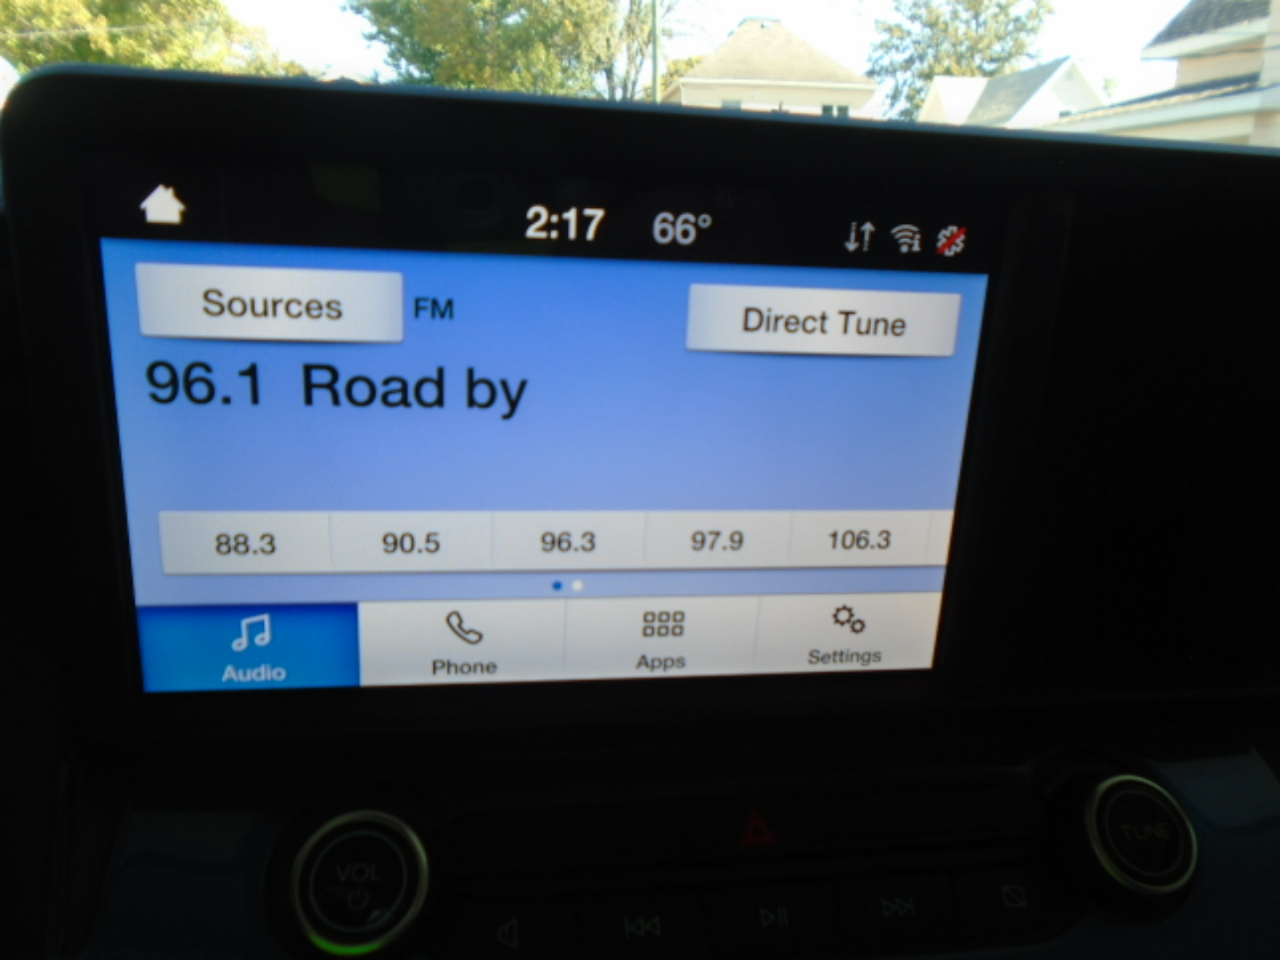 2:17 66°
Sources FM Direct Tune
96.1 Road by
88.3 90.5 96.3 97.9 106.3
Audio Phone Apps Settings
VOL TUNE